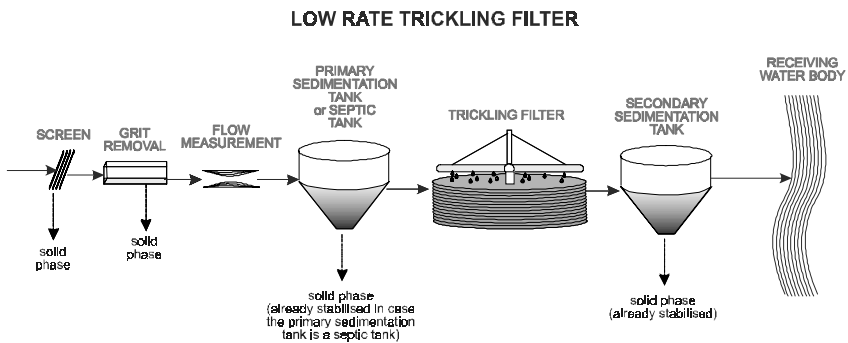 LOW RATE TRICKLING FILTER
SCREEN
GRIT
REMOVAL
FLOW
MEASUREMENT
PRIMARY
SEDIMENTATION
TANK
or SEPTIC
TANK
TRICKLING FILTER
SECONDARY
SEDIMENTATION
TANK
RECEIVING
WATER BODY
solid
phase
solid
phase
solid phase
(already stabilised in case
the primary sedimentation
tank is a septic tank)
solid phase
(already stabilised)